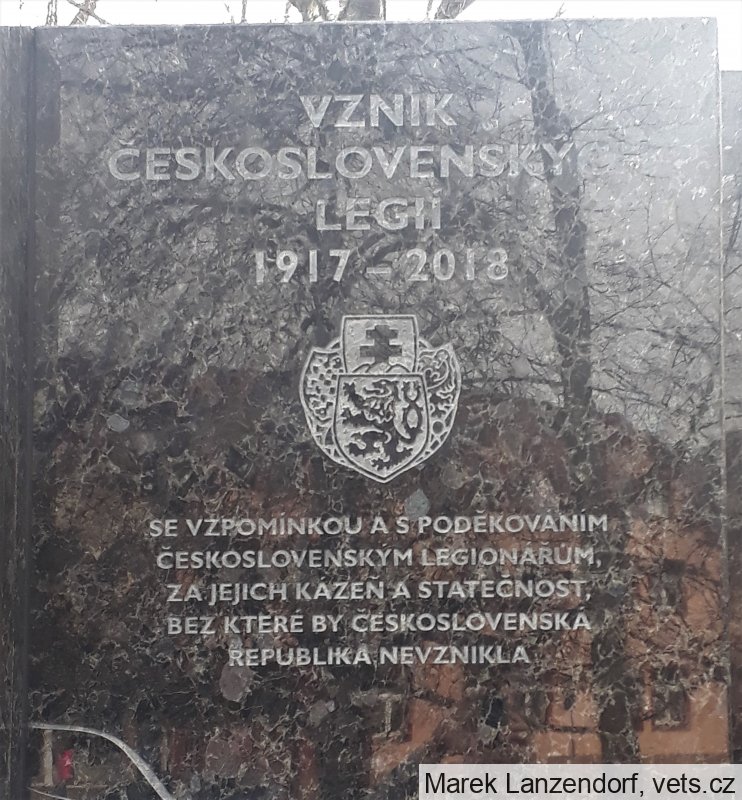 VZNIK
ČESKOSLOVENSKÝCH
LEGIÍ
1917 – 2018
SE VZPOMÍNKOU A S PODĚKOVÁNÍM
ČESKOSLOVENSKÝM LEGIONÁŘŮM,
ZA JEJICH KÁZEŇ A STATEČNOST,
BEZ KTERÉ BY ČESKOSLOVENSKÁ
REPUBLIKA NEVZNIKLA
Marek Lanzendorf, vets.cz